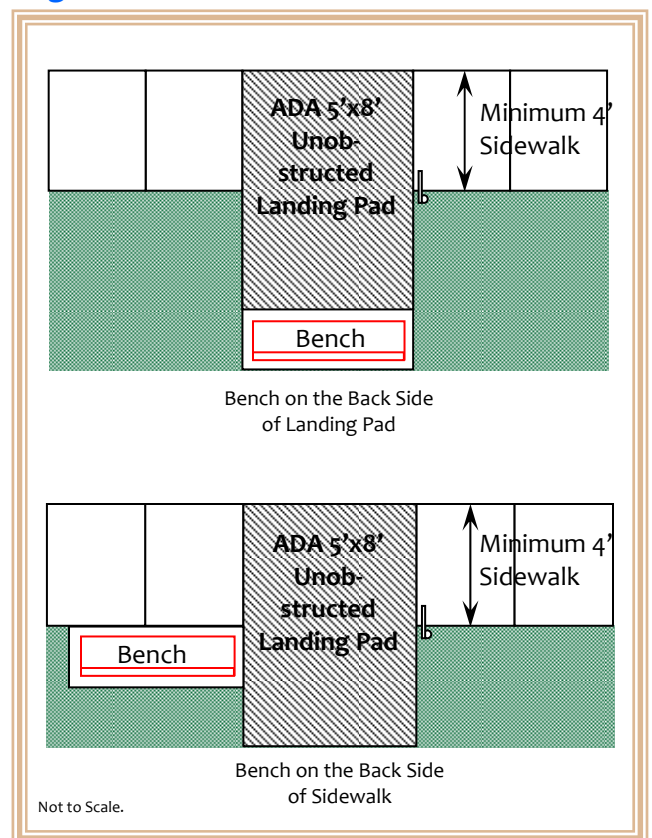 ADA 5'x8'
Unob-
structed
Landing Pad
Minimum 4'
Sidewalk
Bench
Bench on the Back Side
of Landing Pad
ADA 5'x8'
Unob-
structed
Landing Pad
Minimum 4'
Sidewalk
Bench
Bench on the Back Side
of Sidewalk
Not to Scale.